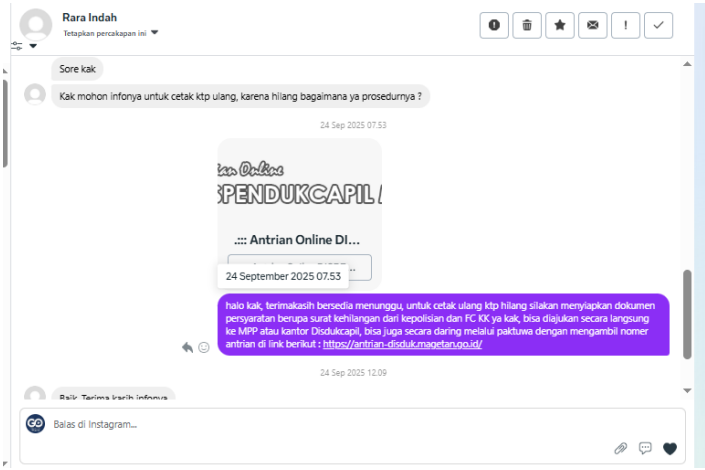 Rara Indah
Tetapkan percakapan ini
Sore kak
Kak mohon infonya untuk cetak ktp ulang, karena hilang bagaimana ya prosedurnya ?
24 Sep 2025 07.53
ian Online
SPENDUKCAPIL
.::: Antrian Online DI...
24 September 2025 07.53
halo kak, terimakasih bersedia menunggu, untuk cetak ulang ktp hilang silakan menyiapkan dokumen
persyaratan berupa surat kehilangan dari kepolisian dan FC KK ya kak, bisa diajukan secara langsung
ke MPP atau kantor Disdukcapil, bisa juga secara daring melalui paktuwa dengan mengambil nomer
antrian di link berikut : https://antrian-disduk.magetan.go.id/
24 Sep 2025 12.09
Baik. Terima kasih infonya
GO
Balas di Instagram...